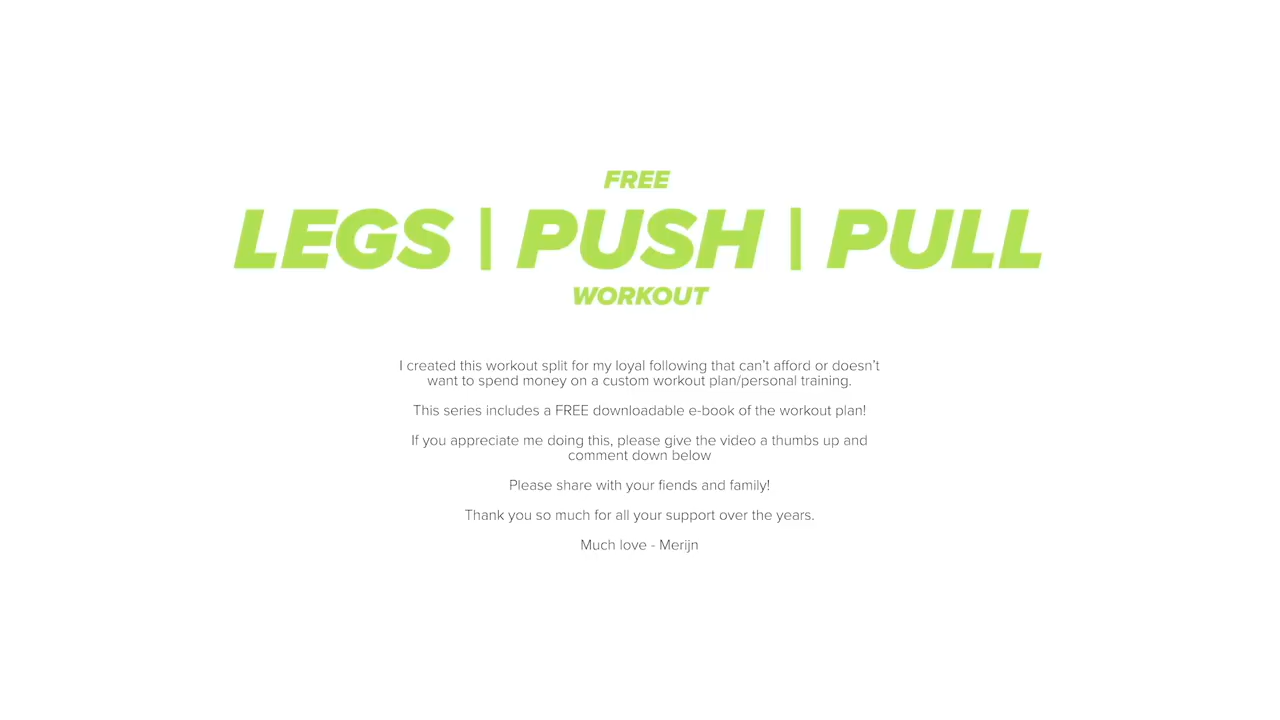 FREE
LEGS | PUSH | PULL
WORKOUT
I created this workout split for my loyal following that can't afford or doesn't
want to spend money on a custom workout plan/personal training.
This series includes a FREE downloadable e-book of the workout plan!
If you appreciate me doing this, please give the video a thumbs up and
comment down below
Please share with your fiends and family!
Thank you so much for all your support over the years.
Much love - Merijn